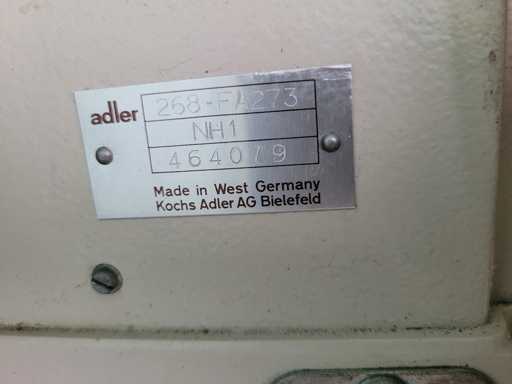 adler
268-FA273
NH1
464079
Made in West Germany
Kochs Adler AG Bielefeld